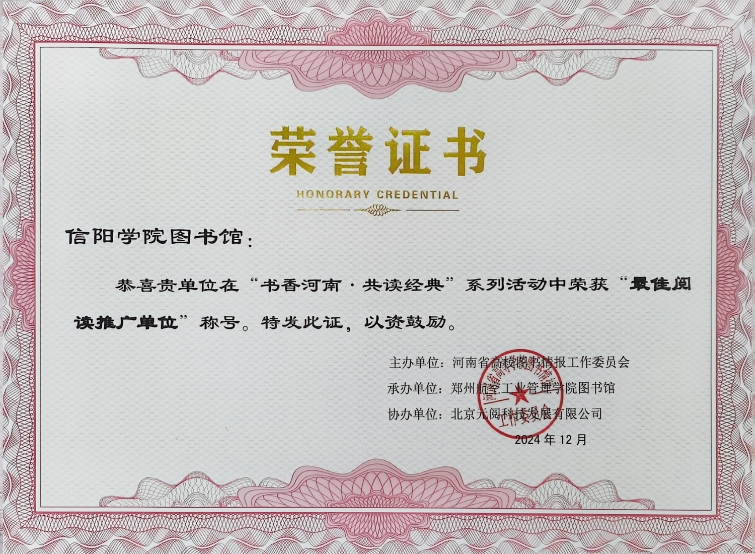 荣誉证书
HONORARY CREDENTIAL
信阳学院图书馆：
恭喜贵单位在“书香河南·共读经典”系列活动中荣获“最佳阅
读推广单位”称号。特发此证，以资鼓励。
主办单位：河南省高校图书情报工作委员会
承办单位：郑州航空工业管理学院图书馆
协办单位：北京元阅科技发展有限公司
2024年12月
工作委员会